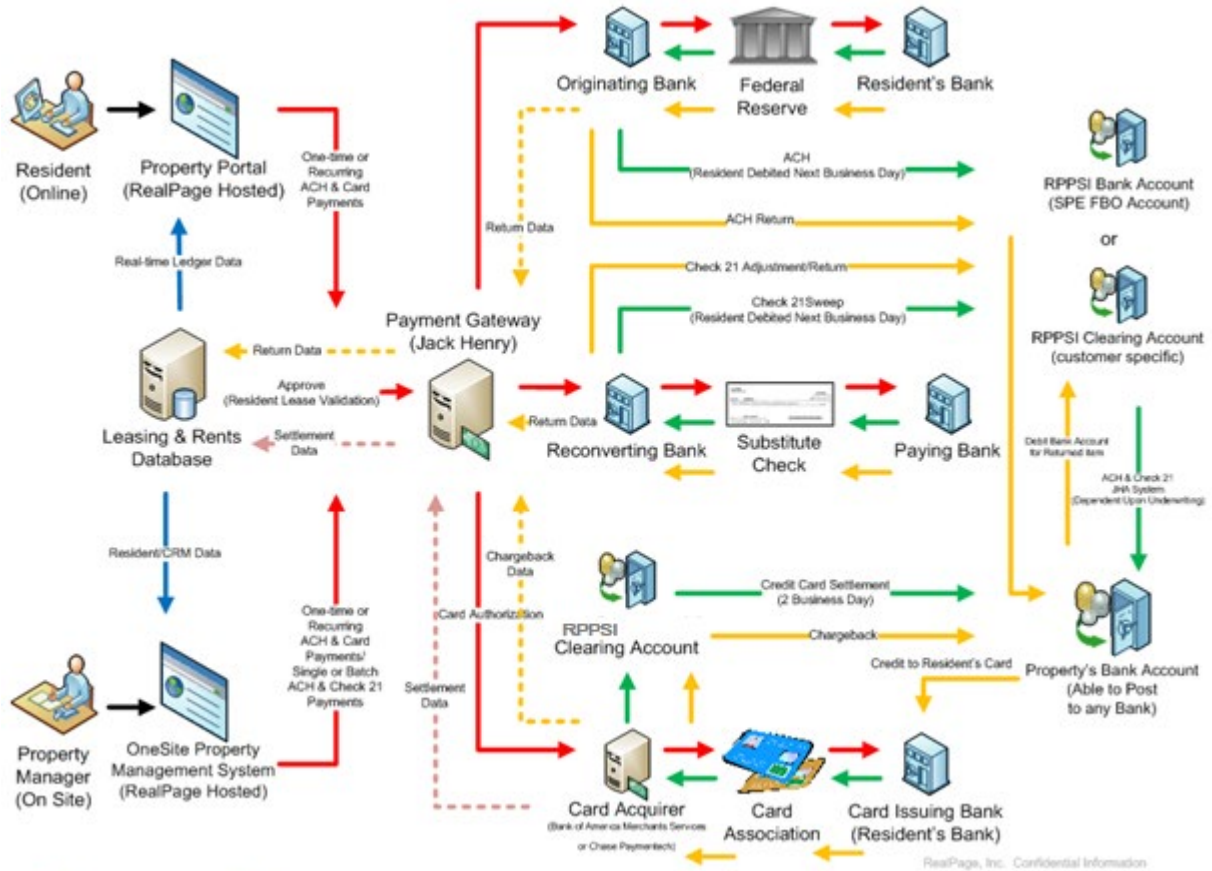 Originating Bank
Federal
Reserve
Resident's Bank
Resident
(Online)
Property Portal
(RealPage Hosted)
One-time or
Recurring
ACH & Card
Payments
Return Data
ACH
(Resident Debited Next Business Day)
RPPSI Bank Account
(SPE FBO Account)
ACH Return
or
Real-time Ledger Data
Check 21 Adjustment/Return
Check 21Sweep
(Resident Debited Next Business Day)
RPPSI Clearing Account
(customer specific)
Payment Gateway
(Jack Henry)
Return Data
Approve
(Resident Lease Validation)
Settlement
Data
Leasing & Rents
Database
Return Data
Reconverting Bank
Substitute
Check
Paying Bank
Debit Bank Account
for Returned Item
ACH & Check 21
JHA System
(Dependent Upon Underwriting)
Resident/CRM Data
Chargeback
Data
Credit Card Settlement
(2 Business Day)
One-time or
Recurring
ACH & Card
Payments/
Single or Batch
ACH & Check 21
Payments
Card Authorization
RPPSI
Clearing Account
Chargeback
Settlement
Data
Credit to Resident's Card
Property's Bank Account
(Able to Post
to any Bank)
Property
Manager
(On Site)
OneSite Property
Management System
(RealPage Hosted)
Card Acquirer
(Bank of America Merchants Services
or Chase Paymentech)
Card
Association
Card Issuing Bank
(Resident's Bank)
RealPage, Inc. Confidential Information